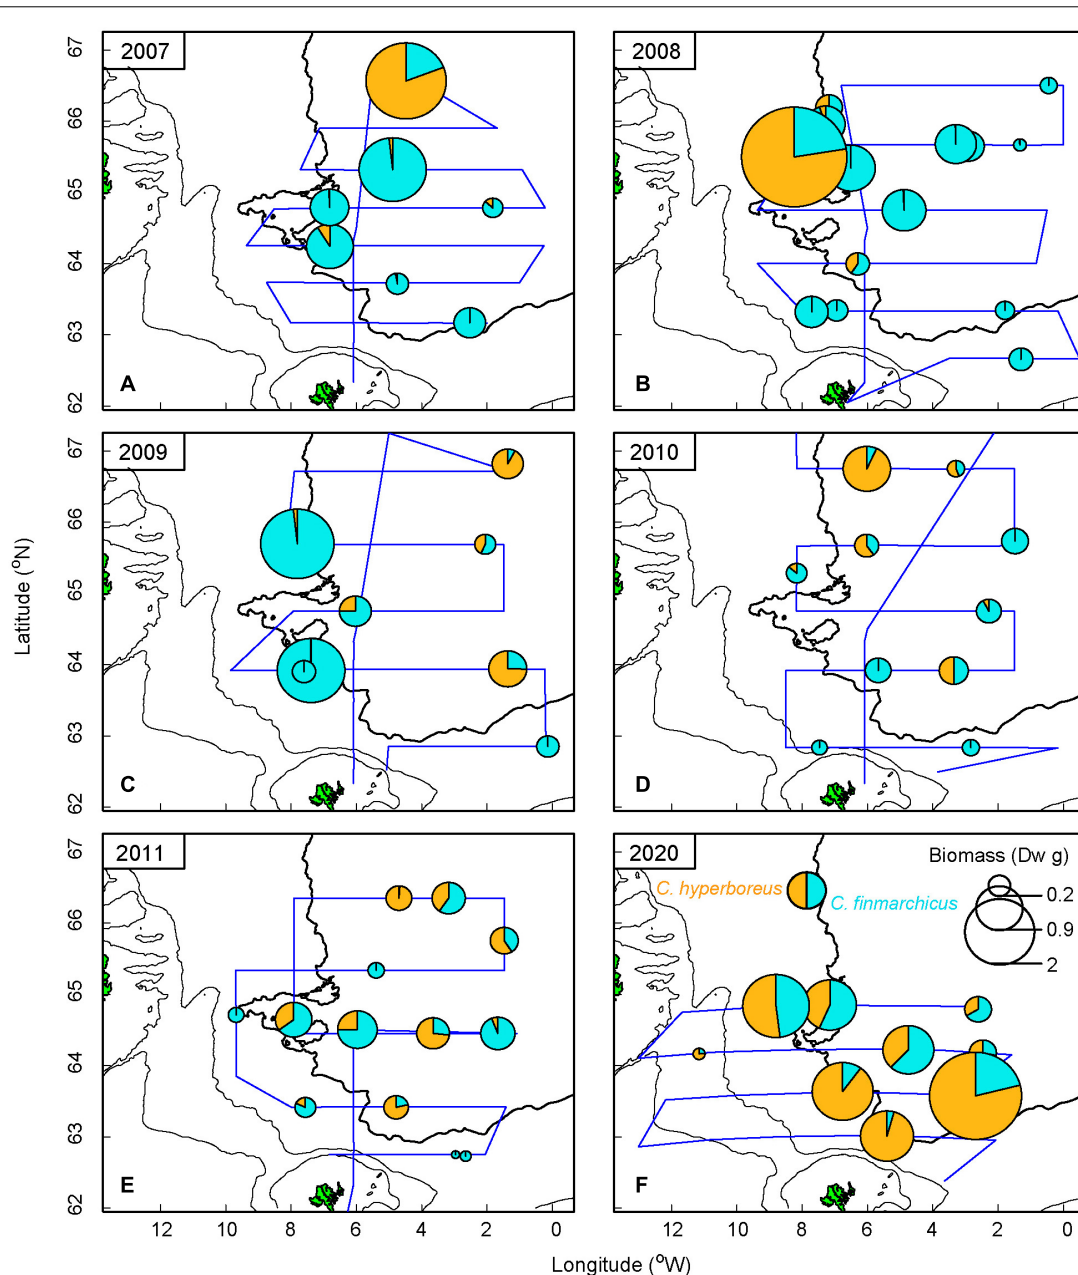 2007
2008
67
66
65
64
63
62
A
B
2009
2010
67
66
65
64
63
62
Latitude (°N)
C
D
2011
2020
Biomass (Dw g)
C. hyperboreus
C. finmarchicus
0.2
0.9
2
67
66
65
64
63
62
E
F
12 10 8 6 4 2 0
12 10 8 6 4 2 0
Longitude (°W)